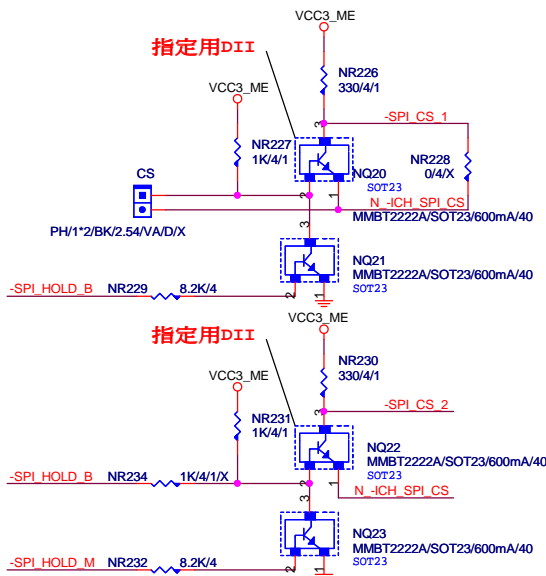 VCC3_ME
指定用DII
NR226
330/4/1
VCC3_ME
-SPI_CS_1
3
NR227
1K/4/1
NR228
0/4/X
CS
NQ20
SOT23
2
1
N_-ICH_SPI_CS
MMBT2222A/SOT23/600mA/40
PH/1*2/BK/2.54/VA/D/X
3
NQ21
MMBT2222A/SOT23/600mA/40
SOT23
-SPI_HOLD_B
NR229
8.2K/4
2
1
VCC3_ME
指定用DII
NR230
330/4/1
VCC3_ME
-SPI_CS_2
3
NR231
1K/4/1
NQ22
MMBT2222A/SOT23/600mA/40
SOT23
-SPI_HOLD_B
NR234
1K/4/1/X
2
1
N_-ICH_SPI_CS
3
NQ23
MMBT2222A/SOT23/600mA/40
SOT23
-SPI_HOLD_M
NR232
8.2K/4
2
1